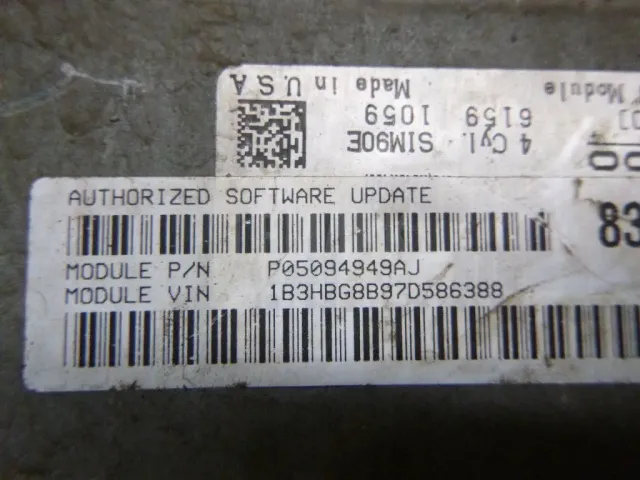 AUTHORIZED SOFTWARE UPDATE
MODULE P/N P05094949AJ
MODULE VIN 1B3HBG8B97D586388
83
4 Cyl. SIM90E
6159 1059
Module
Made in U.S.A